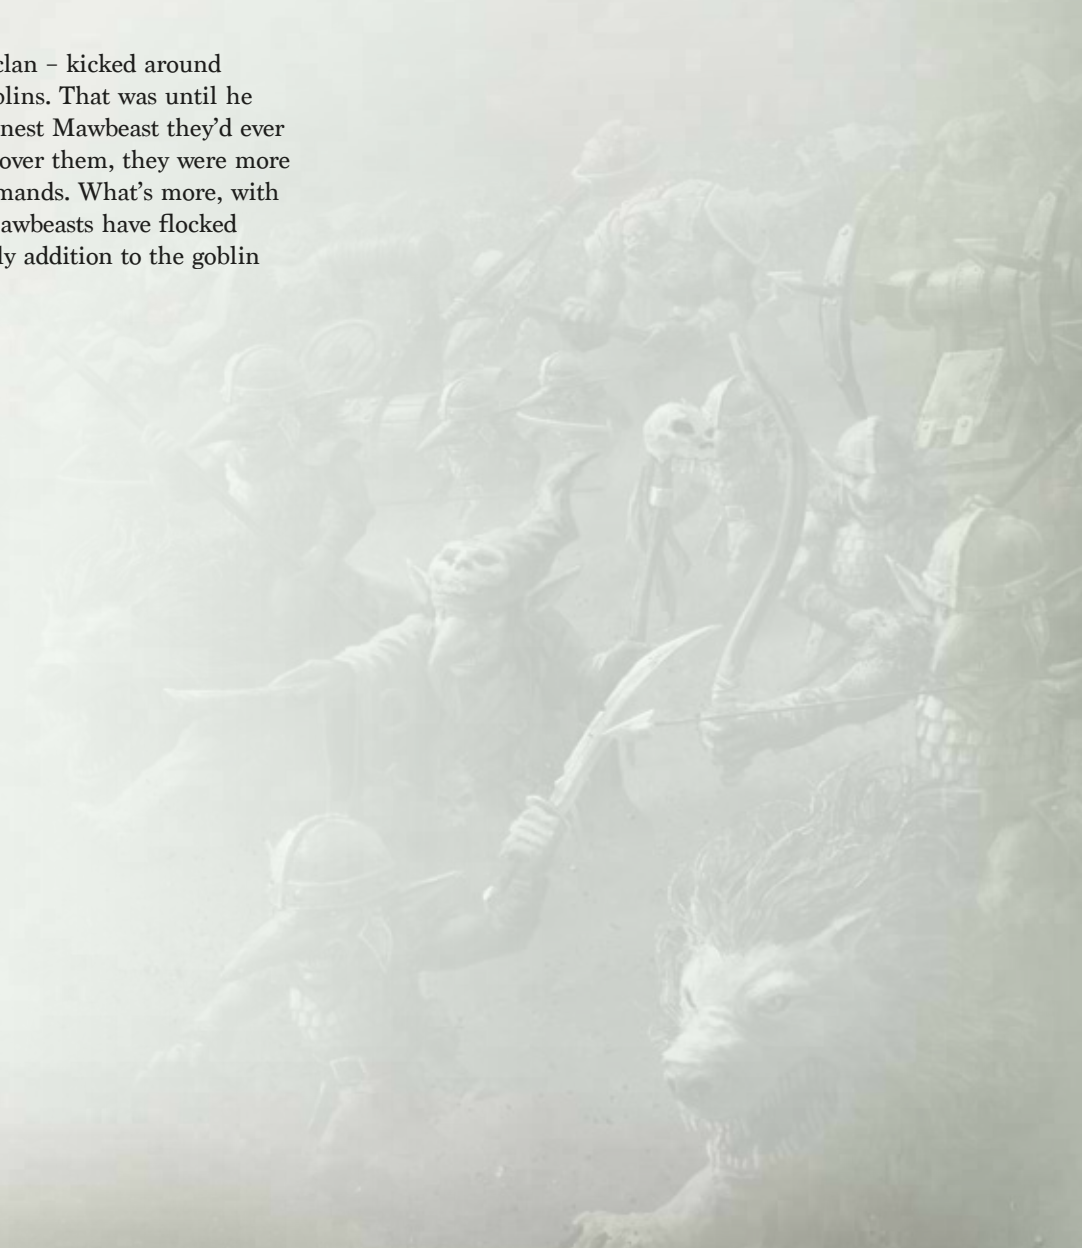 clan – kicked around
blins. That was until he
nest Mawbeast they’d ever
over them, they were more
mands. What’s more, with
awbeasts have flocked
ly addition to the goblin